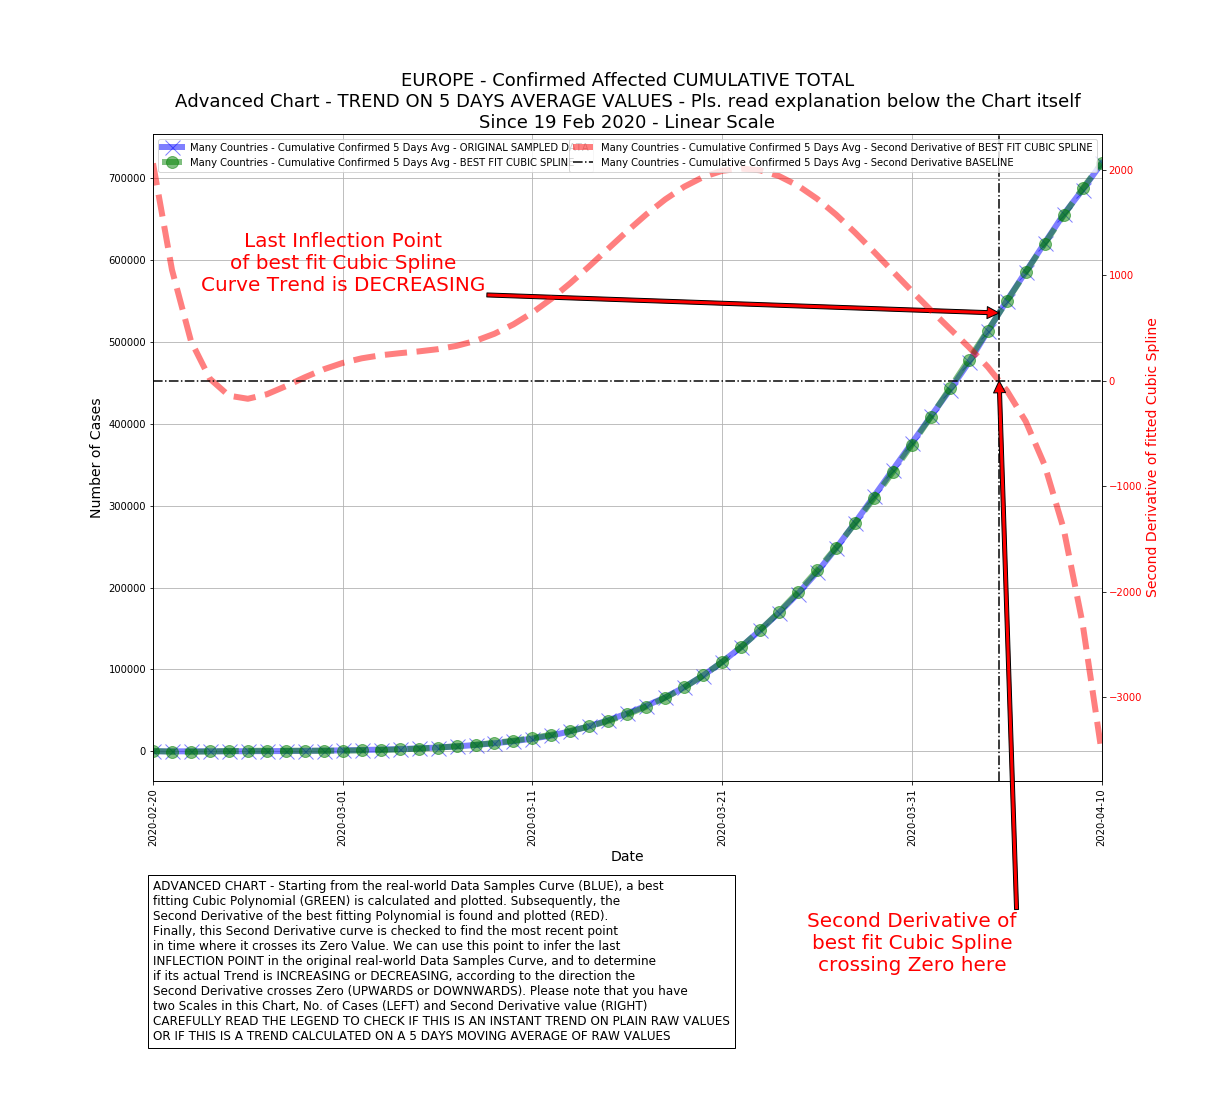 EUROPE - Confirmed Affected CUMULATIVE TOTAL
Advanced Chart - TREND ON 5 DAYS AVERAGE VALUES - Pls. read explanation below the Chart itself
Since 19 Feb 2020 - Linear Scale
Many Countries - Cumulative Confirmed 5 Days Avg - ORIGINAL SAMPLED DATA
Many Countries - Cumulative Confirmed 5 Days Avg - BEST FIT CUBIC SPLINE
Many Countries - Cumulative Confirmed 5 Days Avg - Second Derivative of BEST FIT CUBIC SPLINE
Many Countries - Cumulative Confirmed 5 Days Avg - Second Derivative BASELINE
Last Inflection Point
of best fit Cubic Spline
Curve Trend is DECREASING
Number of Cases
700000
600000
500000
400000
300000
200000
100000
0
2000
1000
0
−1000
−2000
−3000
Second Derivative of fitted Cubic Spline
2020-02-20
2020-03-01
2020-03-11
2020-03-21
2020-03-31
2020-04-10
Date
ADVANCED CHART - Starting from the real-world Data Samples Curve (BLUE), a best
fitting Cubic Polynomial (GREEN) is calculated and plotted. Subsequently, the
Second Derivative of the best fitting Polynomial is found and plotted (RED).
Finally, this Second Derivative curve is checked to find the most recent point
in time where it crosses its Zero Value. We can use this point to infer the last
INFLECTION POINT in the original real-world Data Samples Curve, and to determine
if its actual Trend is INCREASING or DECREASING, according to the direction the
Second Derivative crosses Zero (UPWARDS or DOWNWARDS). Please note that you have
two Scales in this Chart, No. of Cases (LEFT) and Second Derivative value (RIGHT)
CAREFULLY READ THE LEGEND TO CHECK IF THIS IS AN INSTANT TREND ON PLAIN RAW VALUES
OR IF THIS IS A TREND CALCULATED ON A 5 DAYS MOVING AVERAGE OF RAW VALUES
Second Derivative of
best fit Cubic Spline
crossing Zero here